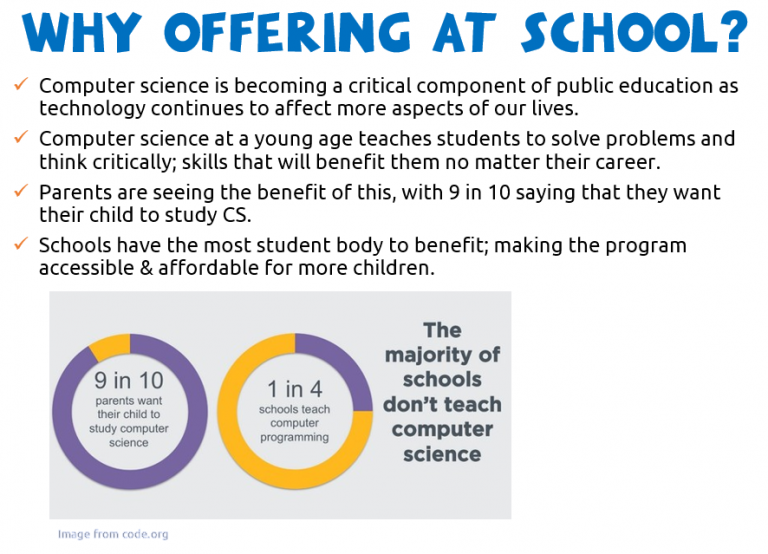 WHY OFFERING AT SCHOOL?
✓ Computer science is becoming a critical component of public education as
technology continues to affect more aspects of our lives.
✓ Computer science at a young age teaches students to solve problems and
think critically; skills that will benefit them no matter their career.
✓ Parents are seeing the benefit of this, with 9 in 10 saying that they want
their child to study CS.
✓ Schools have the most student body to benefit; making the program
accessible & affordable for more children.
9 in 10
parents want
their child to
study computer
science
1 in 4
schools teach
computer
programming
The
majority of
schools
don't teach
computer
science
Image from code.org